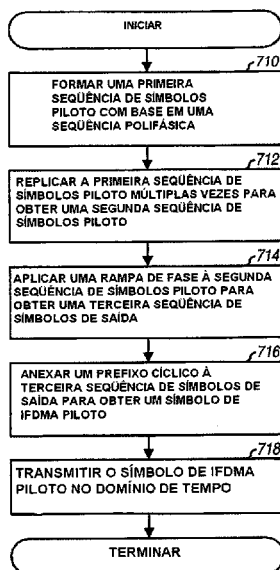 INICIAR
710
FORMAR UMA PRIMEIRA
SEQÜÊNCIA DE SÍMBOLOS
PILOTO COM BASE EM UMA
SEQÜÊNCIA POLIFÁSICA
712
REPLICAR A PRIMEIRA SEQÜÊNCIA DE
SÍMBOLOS PILOTO MÚLTIPLAS VEZES PARA
OBTER UMA SEGUNDA SEQÜÊNCIA DE
SÍMBOLOS PILOTO
714
APLICAR UMA RAMPA DE FASE À SEGUNDA
SEQÜÊNCIA DE SÍMBOLOS PILOTO PARA
OBTER UMA TERCEIRA SEQÜÊNCIA DE
SÍMBOLOS DE SAÍDA
716
ANEXAR UM PREFIXO CÍCLICO À
TERCEIRA SEQÜÊNCIA DE SÍMBOLOS DE
SAÍDA PARA OBTER UM SÍMBOLO DE
IFDMA PILOTO
718
TRANSMITIR O SÍMBOLO DE IFDMA
PILOTO NO DOMÍNIO DE TEMPO
TERMINAR